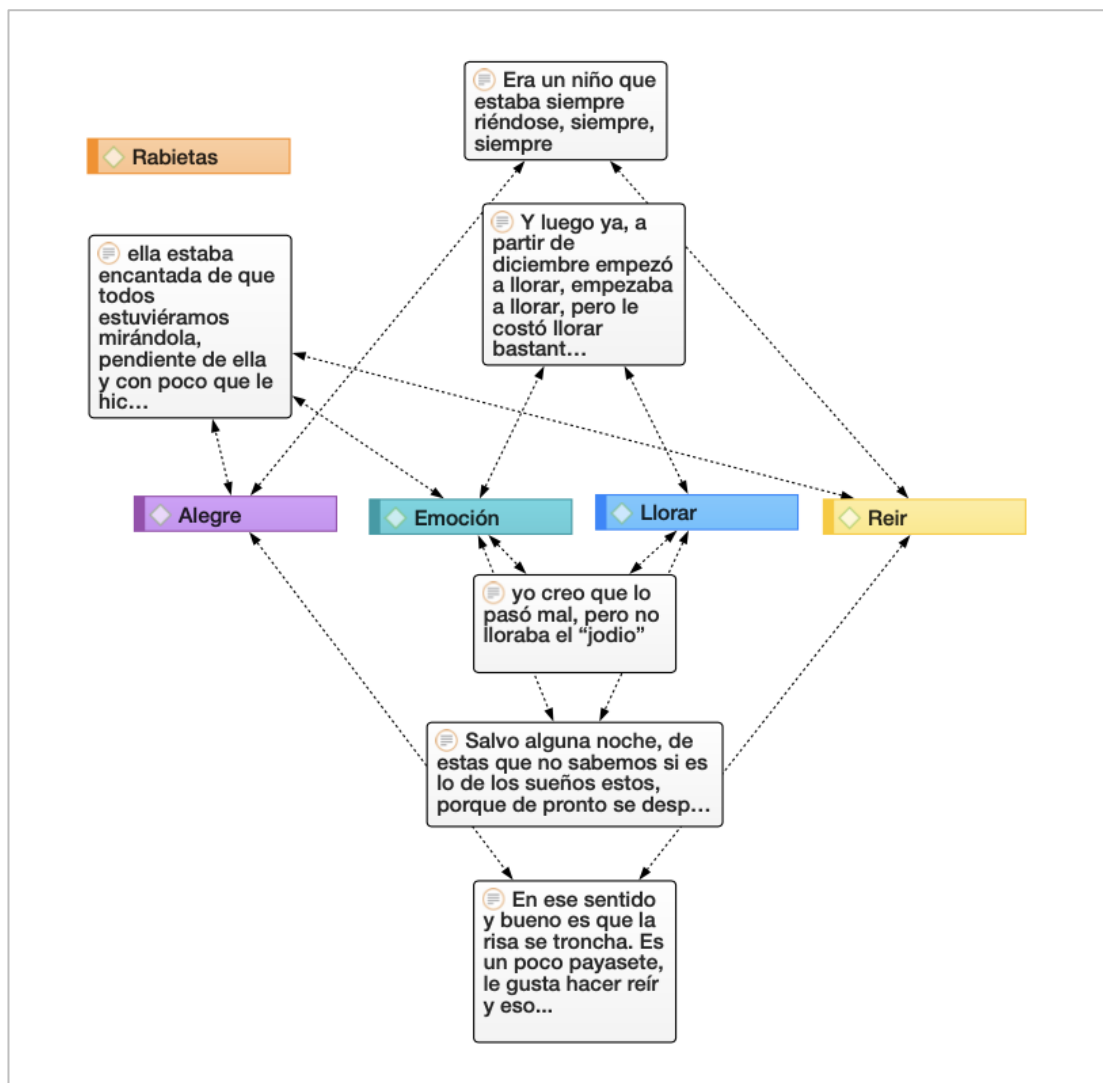 Era un niño que
estaba siempre
riéndose, siempre,
siempre
Rabietas
Y luego ya, a
partir de
diciembre empezó
a llorar, empezaba
a llorar, pero le
costó llorar
bastant…
ella estaba
encantada de que
todos
estuviéramos
mirándola,
pendiente de ella
y con poco que le
hic…
Alegre
Emoción
Llorar
Reir
yo creo que lo
pasó mal, pero no
lloraba el “jodio”
Salvo alguna noche, de
estas que no sabemos si es
lo de los sueños estos,
porque de pronto se desp…
En ese sentido
y bueno es que la
risa se troncha. Es
un poco payasete,
le gusta hacer reír
y eso...